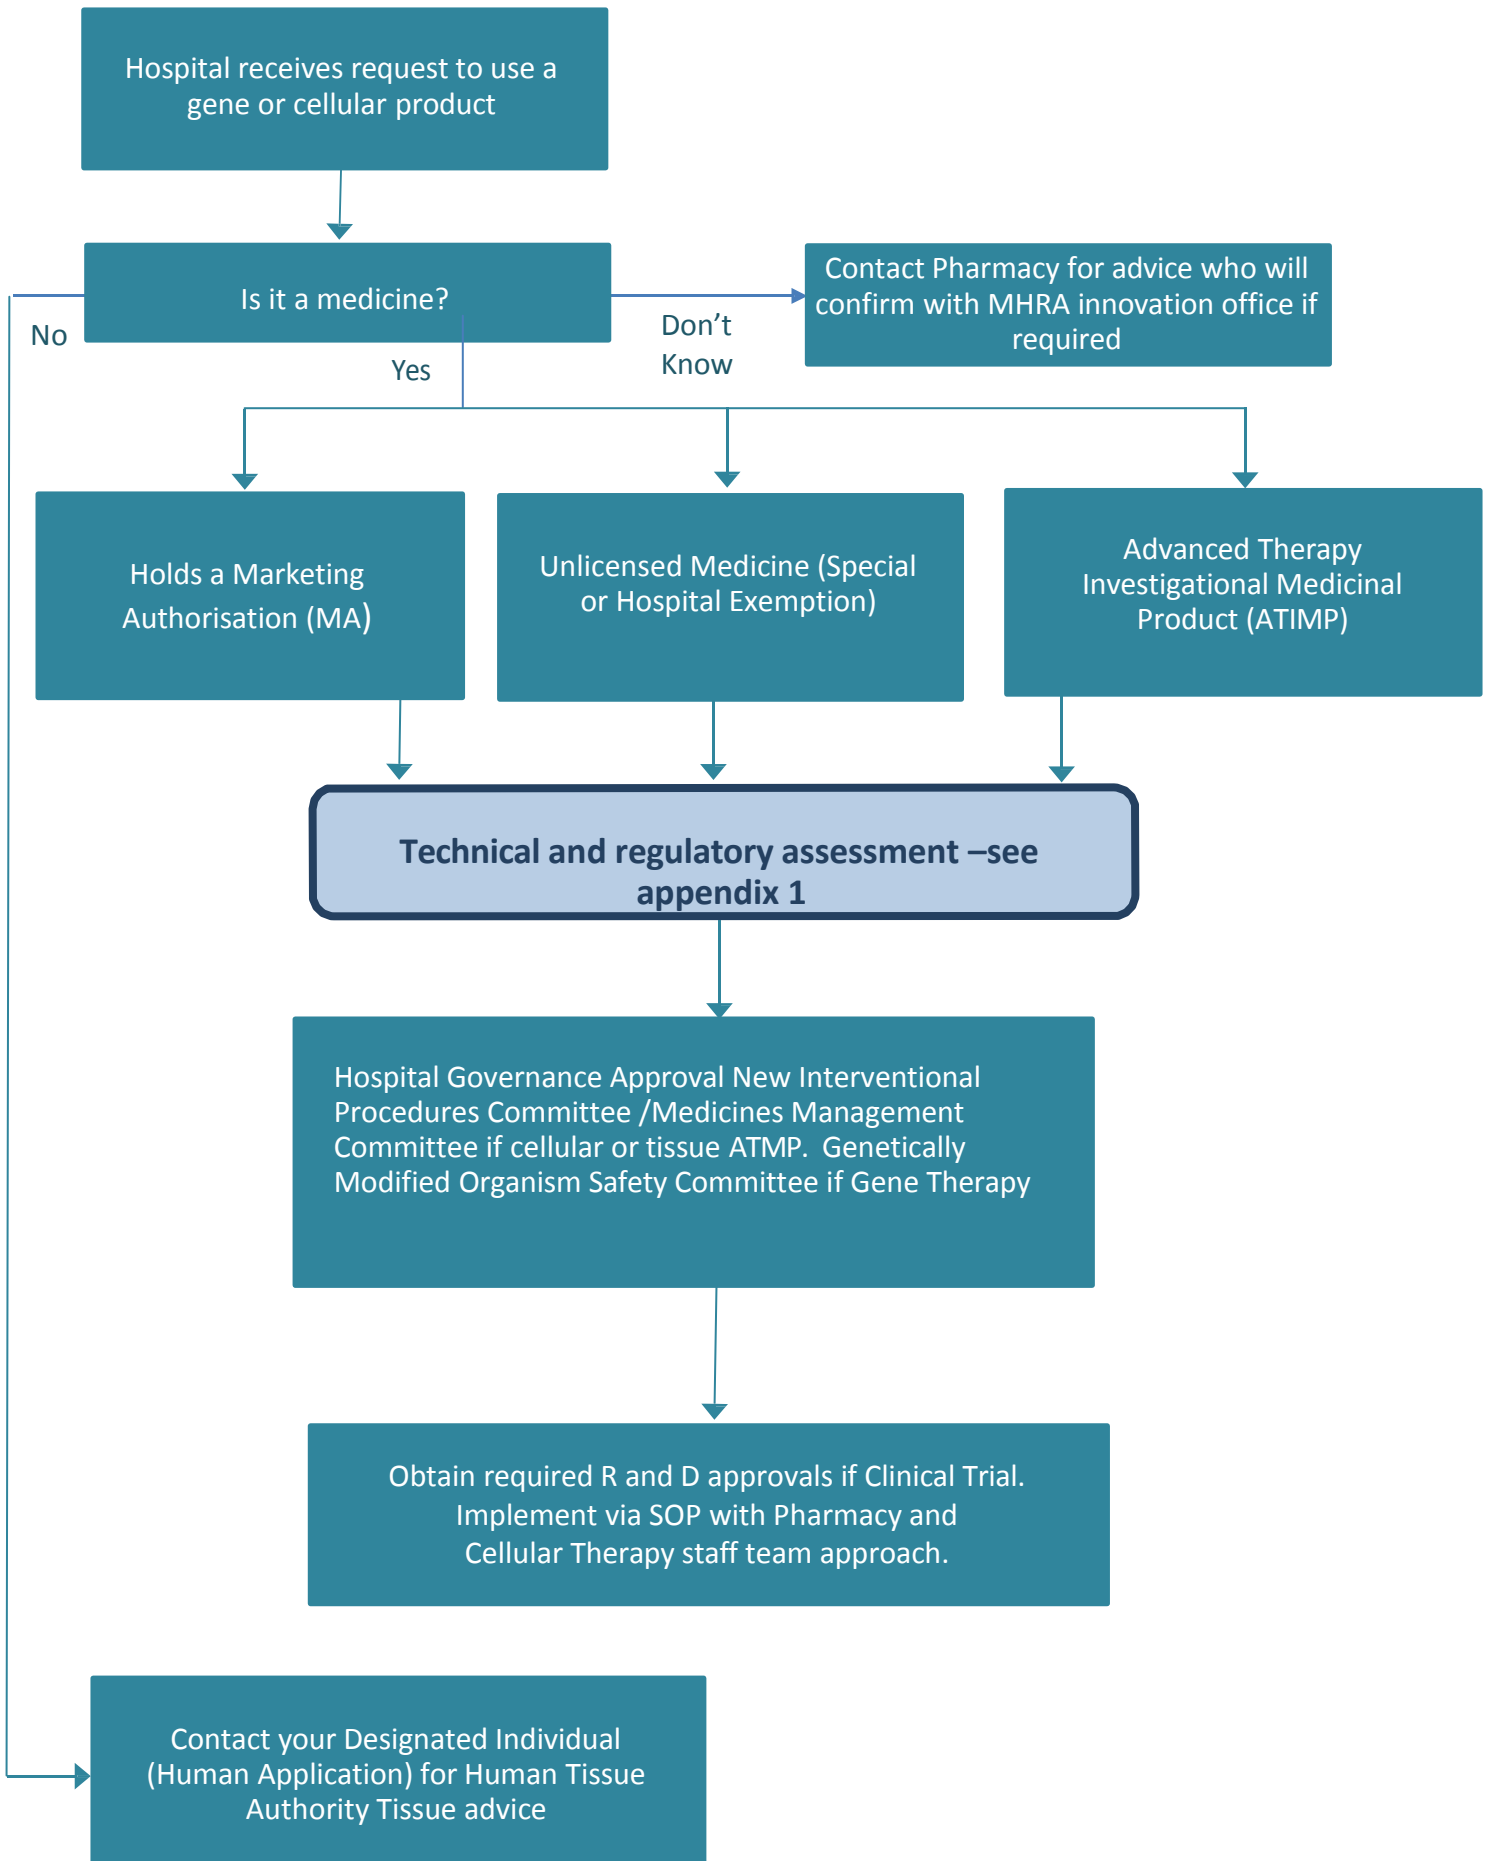 Hospital receives request to use a
gene or cellular product
Is it a medicine?
Contact Pharmacy for advice who will
confirm with MHRA innovation office if
required
No
Don’t
Know
Yes
Holds a Marketing
Authorisation (MA)
Unlicensed Medicine (Special
or Hospital Exemption)
Advanced Therapy
Investigational Medicinal
Product (ATIMP)
Technical and regulatory assessment –see
appendix 1
Hospital Governance Approval New Interventional
Procedures Committee /Medicines Management
Committee if cellular or tissue ATMP.  Genetically
Modified Organism Safety Committee if Gene Therapy
Obtain required R and D approvals if Clinical Trial.
Implement via SOP with Pharmacy and
Cellular Therapy staff team approach.
Contact your Designated Individual
(Human Application) for Human Tissue
Authority Tissue advice